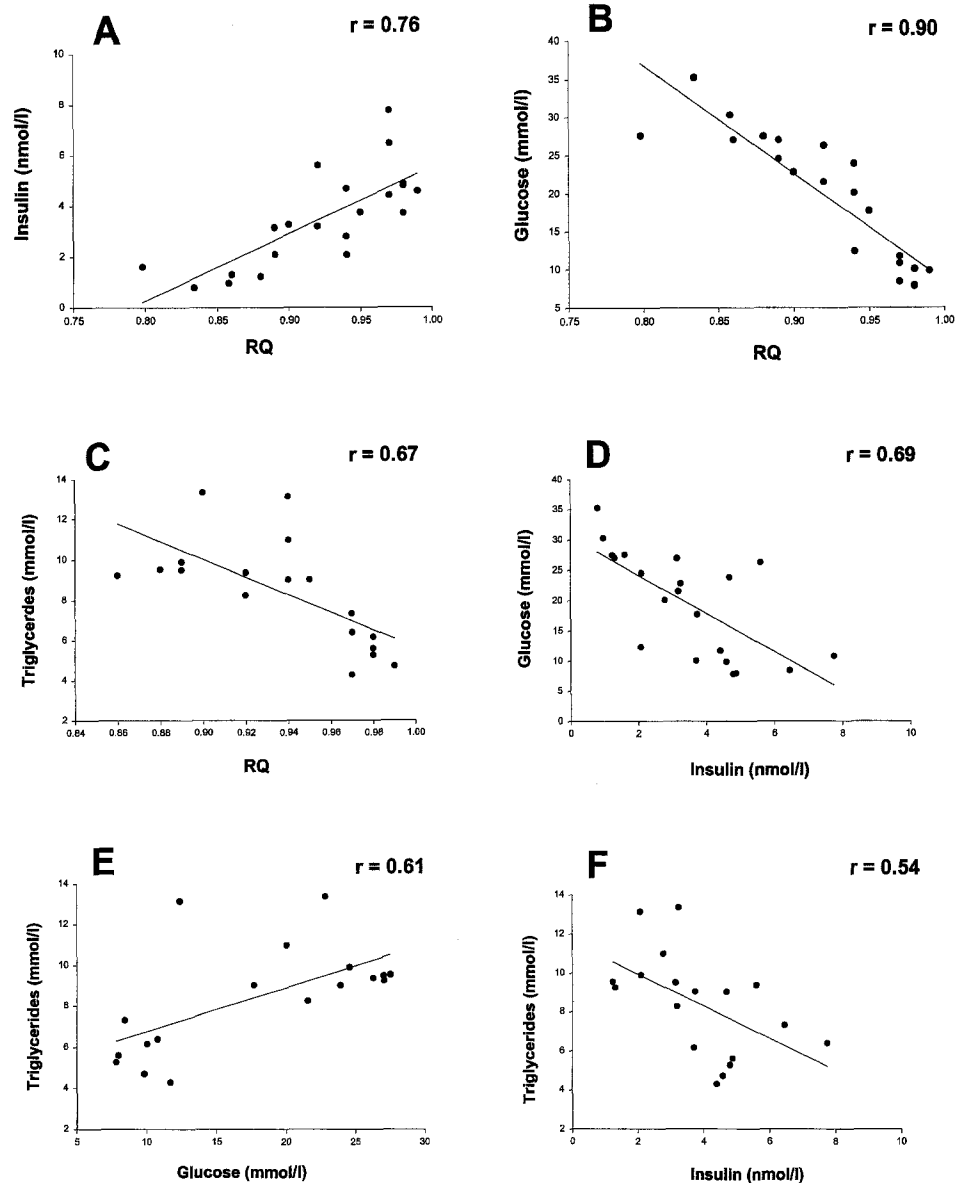 A
r = 0.76
10
8
6
4
2
0
Insulin (nmol/l)
0.75 0.80 0.85 0.90 0.95 1.00
RQ
B
r = 0.90
40
35
30
25
20
15
10
5
Glucose (mmol/l)
0.75 0.80 0.85 0.90 0.95 1.00
RQ
C
r = 0.67
14
12
10
8
6
4
2
Triglycerdes (mmol/l)
0.84 0.86 0.88 0.90 0.92 0.94 0.96 0.98 1.00
RQ
D
r = 0.69
40
35
30
25
20
15
10
5
0
Glucose (mmol/l)
0 2 4 6 8 10
Insulin (nmol/l)
E
r = 0.61
14
12
10
8
6
4
2
Triglycerides (mmol/l)
5 10 15 20 25 30
Glucose (mmol/l)
F
r = 0.54
14
12
10
8
6
4
2
Triglycerides (mmol/l)
0 2 4 6 8 10
Insulin (nmol/l)